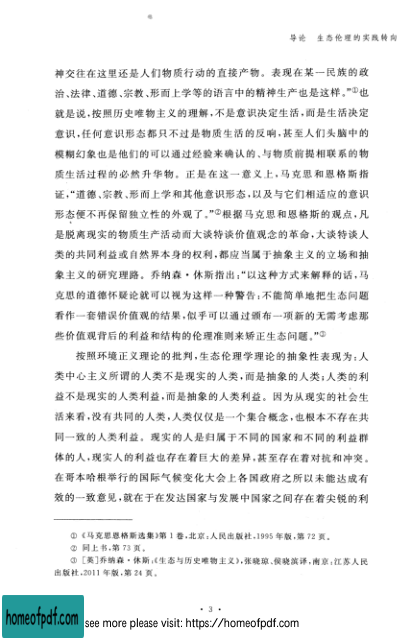 导论 生态伦理的实践转向
神交往在这里还是人们物质行动的直接产物。表现在某一民族的政
治、法律、道德、宗教、形而上学等的语言中的精神生产也是这样。”①也
就是说,按照历史唯物主义的理解,不是意识决定生活,而是生活决定
意识,任何意识形态都只不过是物质生活的反响,甚至人们头脑中的
模糊幻象也是他们的可以通过经验来确认的、与物质前提相联系的物
质生活过程的必然升华物。正是在这一意义上,马克思和恩格斯指
证,“道德、宗教、形而上学和其他意识形态,以及与它们相适应的意识
形态便不再保留独立性的外观了。”②根据马克思和恩格斯的观点,凡
是脱离现实的物质生产活动而大谈特谈价值观念的革命,大谈特谈人
类的共同利益或自然界本身的权利,都应当属于抽象主义的立场和抽
象主义的研究理路。乔纳森·休斯指出:“以这种方式来解释的话,马
克思的道德怀疑论就可以视为这样一种警告:不能简单地把生态问题
看作一套错误价值观的结果,似乎可以通过颁布一项新的无需考虑那
些价值观背后的利益和结构的伦理准则来矫正生态问题。”③
按照环境正义理论的批判,生态伦理学理论的抽象性表现为:人
类中心主义所谓的人类不是现实的人类,而是抽象的人类;人类的利
益不是现实的人类利益,而是抽象的人类利益。因为从现实的社会生
活来看,没有共同的人类,人类仅仅是一个集合概念,也根本不存在共
同一致的人类利益。现实的人是归属于不同的国家和不同的利益群
体的人,现实人的利益也存在着巨大的差异,甚至存在着对抗和冲突。
在哥本哈根举行的国际气候变化大会上各国政府之所以未能达成有
效的一致意见,就在于在发达国家与发展中国家之间存在着尖锐的利
① 《马克思恩格斯选集》第1卷,北京:人民出版社,1995年版,第72页。
② 同上书,第73页。
③ [英]乔纳森·休斯:《生态与历史唯物主义》,张晓琼、侯晓滨译,南京:江苏人民
出版社,2011年版,第24页。
· 3 ·
homeofpdf.com
see more please visit: https://homeofpdf.com